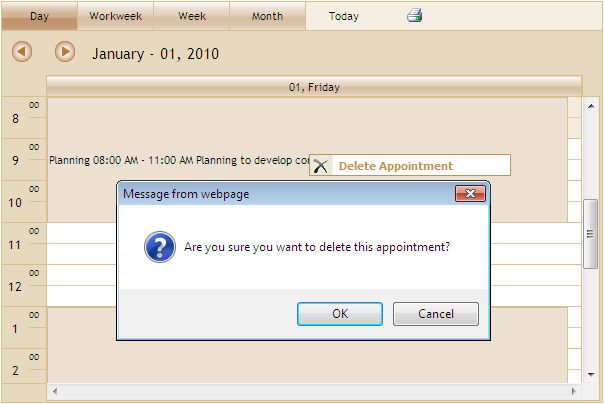 Day Workweek Week Month Today
January - 01, 2010
01, Friday
8 00
9 00
Planning 08:00 AM - 11:00 AM Planning to develop
Delete Appointment
10 00
Message from webpage
Are you sure you want to delete this appointment?
11 00
12 00
OK Cancel
1 00
2 00